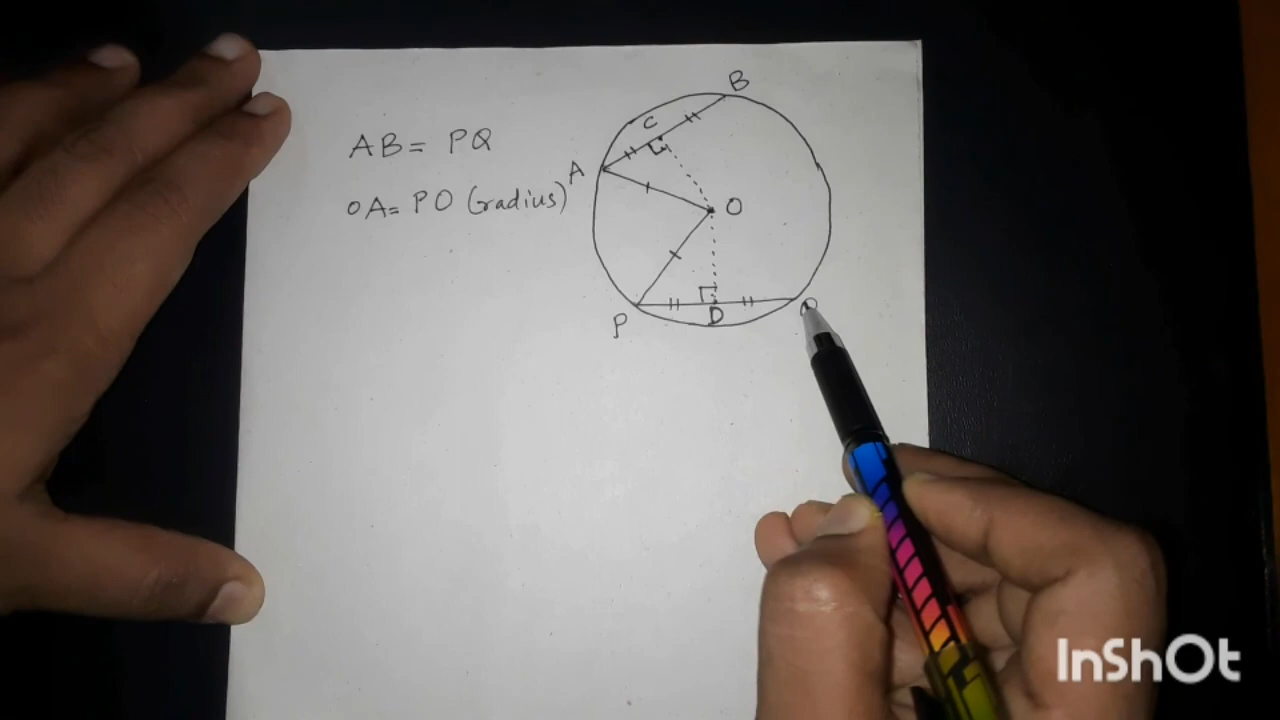 B
C
AB = PQ
A
OA = PO (radius)
O
D
P
InShOt